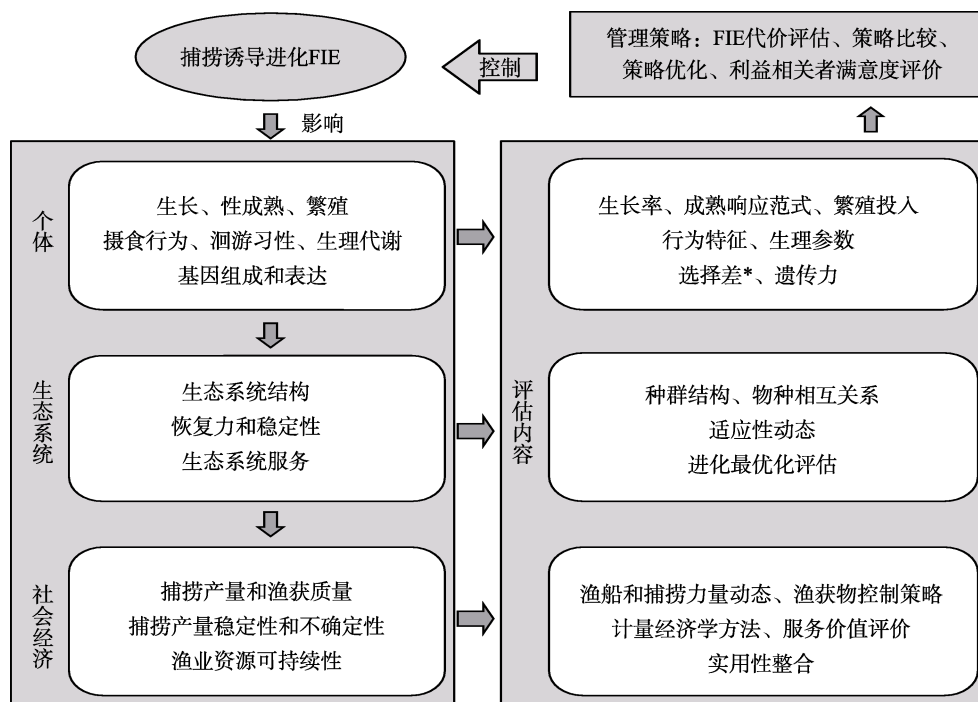 捕捞诱导进化FIE
控制
管理策略：FIE代价评估、策略比较、
策略优化、利益相关者满意度评价
影响
个体
生长、性成熟、繁殖
摄食行为、洄游习性、生理代谢
基因组成和表达
生态系统
生态系统结构
恢复力和稳定性
生态系统服务
社会经济
捕捞产量和渔获质量
捕捞产量稳定性和不确定性
渔业资源可持续性
评估内容
生长率、成熟响应范式、繁殖投入
行为特征、生理参数
选择差*、遗传力
种群结构、物种相互关系
适应性动态
进化最优化评估
渔船和捕捞力量动态、渔获物控制策略
计量经济学方法、服务价值评价
实用性整合